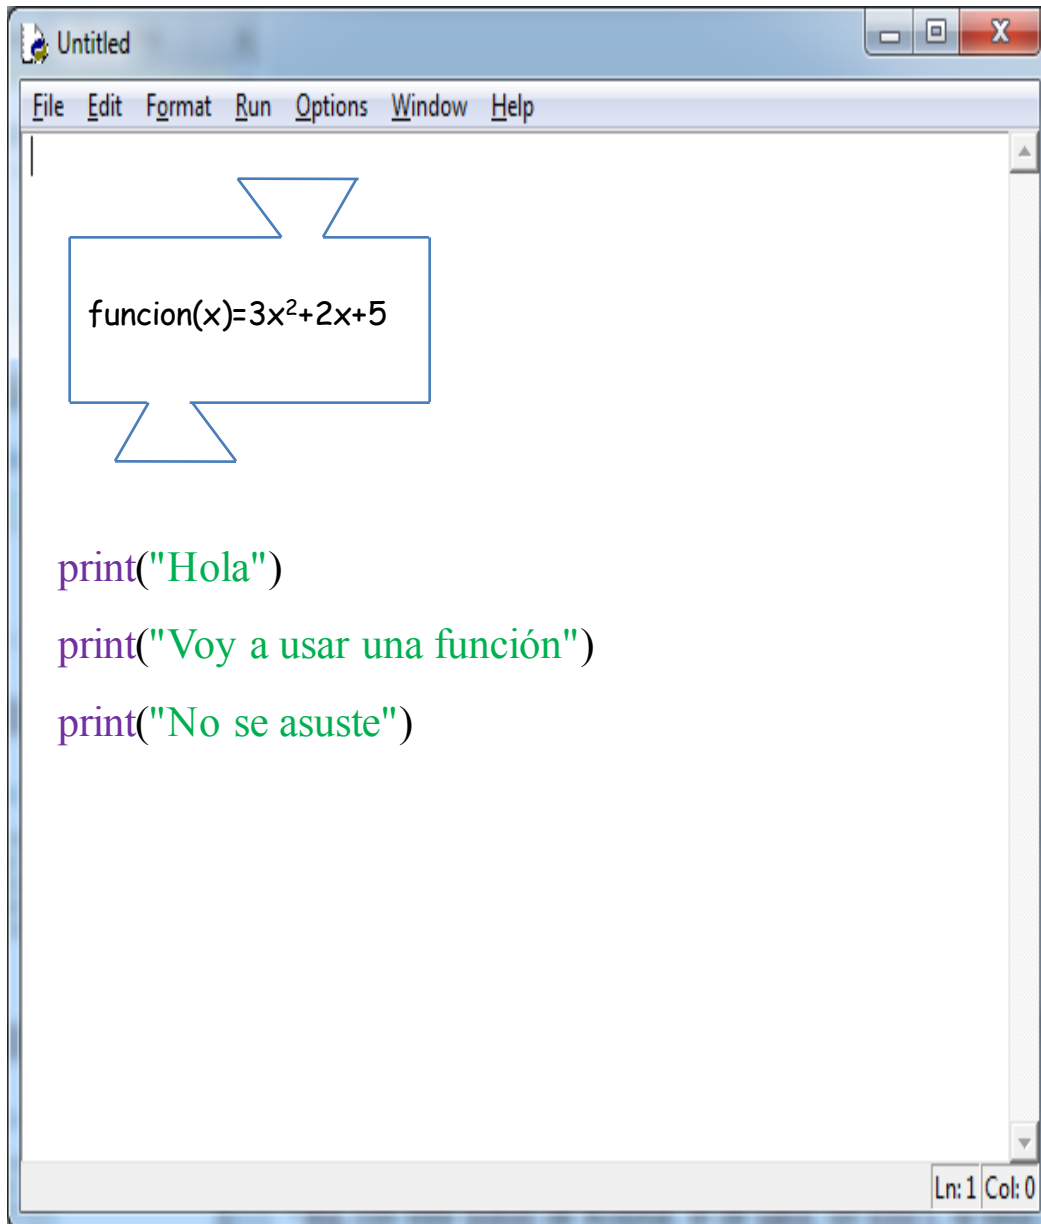 Untitled
File Edit Format Run Options Window Help
funcion(x)=3x²+2x+5
print("Hola")
print("Voy a usar una función")
print("No se asuste")
Ln: 1 Col: 0